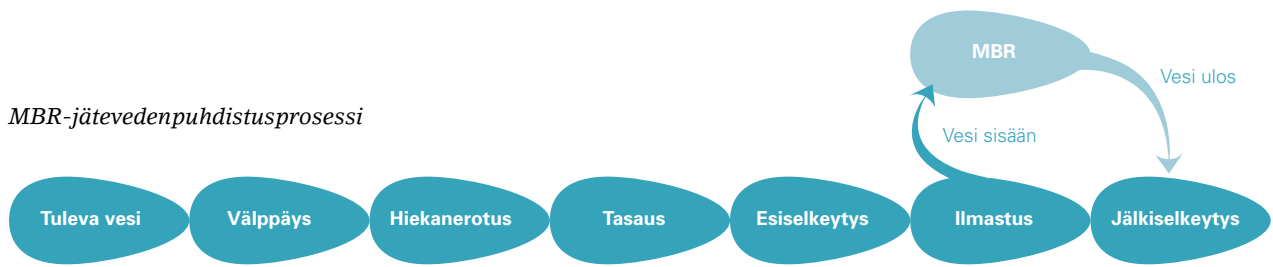 MBR
Vesi ulos
MBR-jätevedenpuhdistusprosessi
Vesi sisään
Tuleva vesi
Välppäys
Hiekanerotus
Tasaus
Esiselkeytys
Ilmastus
Jälkiselkeytys